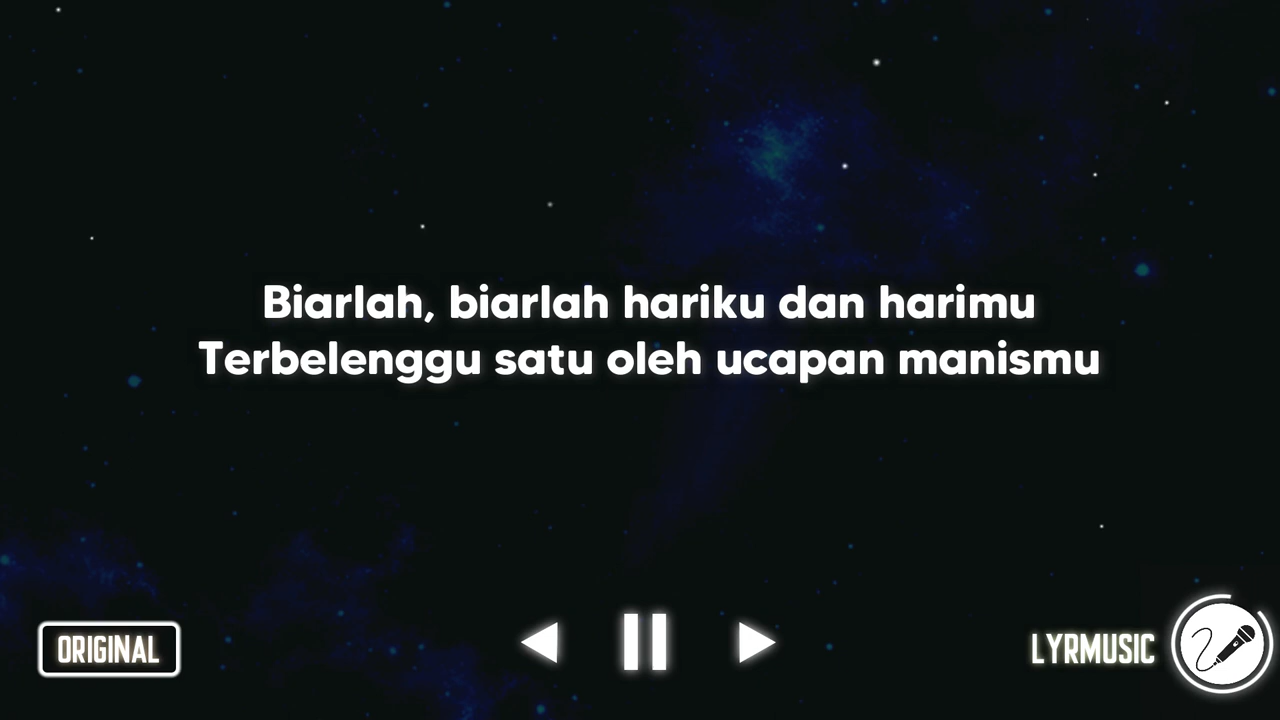 Biarlah, biarlah hariku dan harimu
Terbelenggu satu oleh ucapan manismu
ORIGINAL
LYRMUSIC